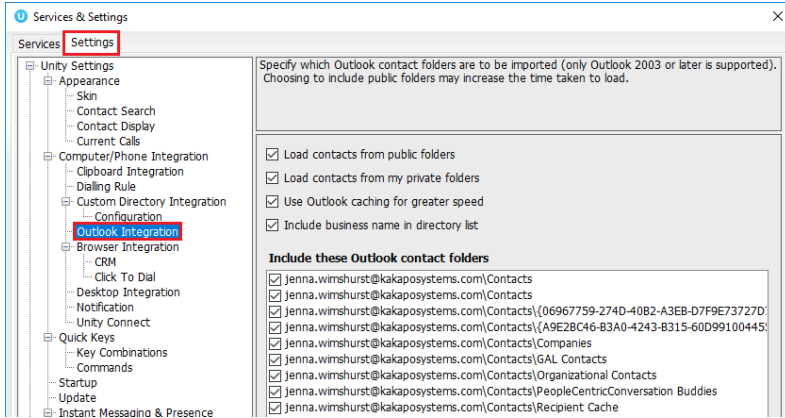 Services & Settings
Services
Settings
Unity Settings
Appearance
Skin
Contact Search
Contact Display
Current Calls
Computer/Phone Integration
Clipboard Integration
Dialling Rule
Custom Directory Integration
Configuration
Outlook Integration
Browser Integration
CRM
Click To Dial
Desktop Integration
Notification
Unity Connect
Quick Keys
Key Combinations
Commands
Startup
Update
Instant Messaging & Presence
Specify which Outlook contact folders are to be imported (only Outlook 2003 or later is supported).
Choosing to include public folders may increase the time taken to load.
Load contacts from public folders
Load contacts from my private folders
Use Outlook caching for greater speed
Include business name in directory list
Include these Outlook contact folders
jenna.wimshurst@kakaposystems.com\Contacts
jenna.wimshurst@kakaposystems.com\Contacts
jenna.wimshurst@kakaposystems.com\Contacts\{06967759-274D-40B2-A3EB-D7F9E73727D
jenna.wimshurst@kakaposystems.com\Contacts\{A9E2BC46-B3A0-4243-B315-60D99100445
jenna.wimshurst@kakaposystems.com\Contacts\Companies
jenna.wimshurst@kakaposystems.com\Contacts\GAL Contacts
jenna.wimshurst@kakaposystems.com\Contacts\Organizational Contacts
jenna.wimshurst@kakaposystems.com\Contacts\PeopleCentricConversation Buddies
jenna.wimshurst@kakaposystems.com\Contacts\Recipient Cache